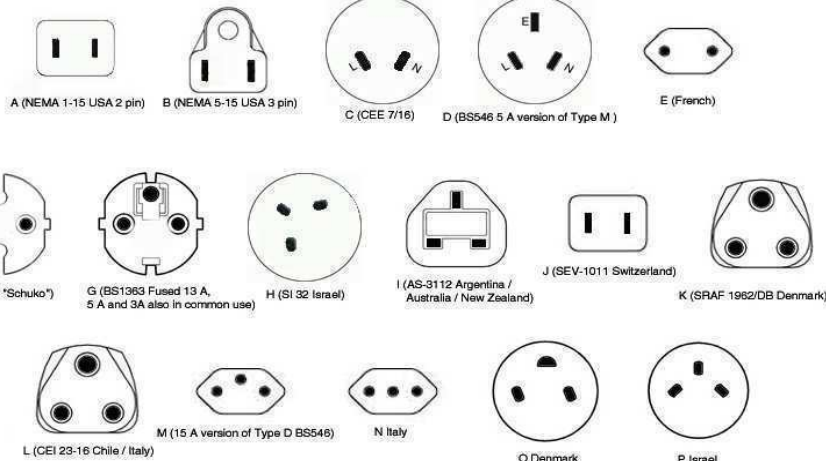 E
L N
L N
A (NEMA 1-15 USA 2 pin)
B (NEMA 5-15 USA 3 pin)
C (CEE 7/16)
D (BS546 5 A version of Type M )
E (French)
"Schuko")
G (BS1363 Fused 13 A,
5 A and 3A also in common use)
H (SI 32 Israel)
I (AS-3112 Argentina /
Australia / New Zealand)
J (SEV-1011 Switzerland)
K (SRAF 1962/DB Denmark)
L (CEI 23-16 Chile / Italy)
M (15 A version of Type D BS546)
N Italy
O Denmark
P Israel